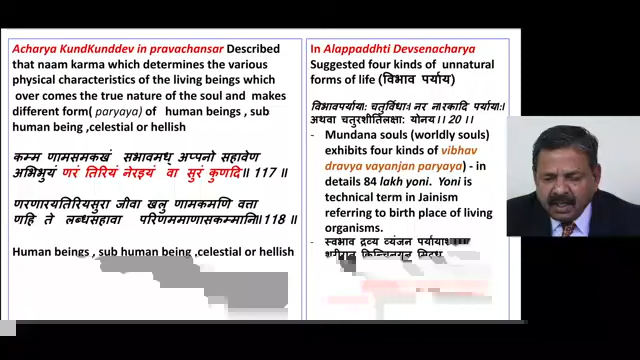 Acharya KundKunddev in pravachansar Described
that naam karma which determines the various
physical characteristics of the living beings which
over comes the true nature of the soul and makes
different form( paryaya) of human beings , sub
human being ,celestial or hellish
कम्म णामसमकखं सभावमध अप्पनो सहावेण
अभिभुयं णरं तिरियं नेरइयं वा सुरं कुणदि॥ 117 ॥
णरणारयतिरियसुरा जीवा खलु णामकमणि वत्ता
णहि ते लब्धसहावा परिणममाणासकम्मानि॥118 ॥
Human beings , sub human being ,celestial or hellish
In Alappaddhti Devsenacharya
Suggested four kinds of unnatural
forms of life (विभाव पर्याय)
विभावपर्यायाः चतुर्विधाः नर नारकादि पर्यायाः।
अथवा चतुरशीतिलक्षाः योनय।। 20 ।।
- Mundana souls (worldly souls)
exhibits four kinds of vibhav
dravya vayanjan paryaya) - in
details 84 lakh yoni. Yoni is
technical term in Jainism
referring to birth place of living
organisms.
- स्वभाव द्रव्य व्यंजन